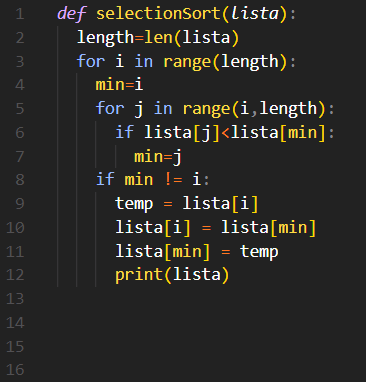 1 def selectionSort(lista):
2 length=len(lista)
3 for i in range(length):
4 min=i
5 for j in range(i,length):
6 if lista[j]<lista[min]:
7 min=j
8 if min != i:
9 temp = lista[i]
10 lista[i] = lista[min]
11 lista[min] = temp
12 print(lista)
13
14
15
16